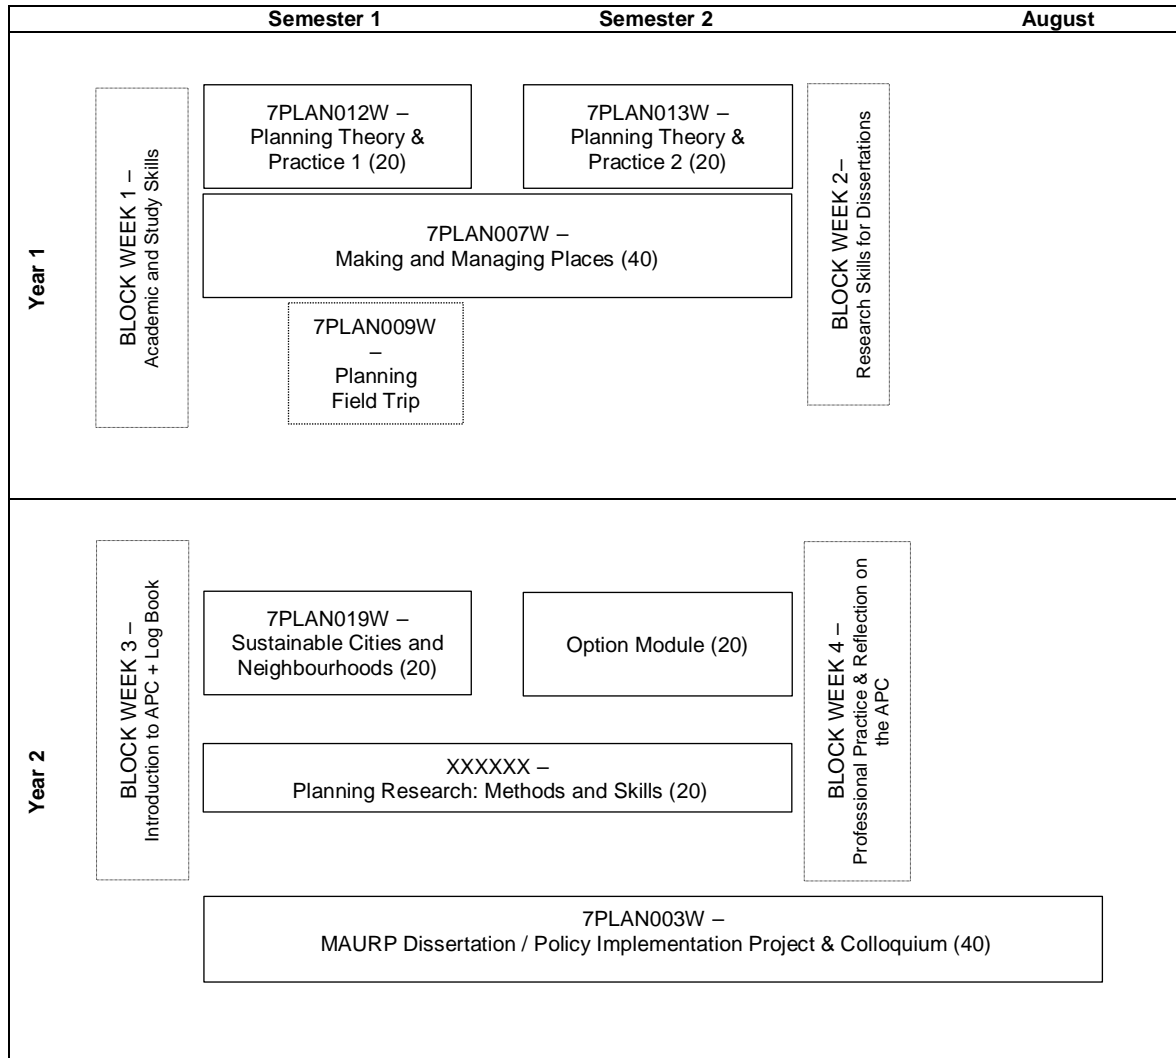 Semester 1 Semester 2 August
Year 1
BLOCK WEEK 1 –
Academic and Study Skills
7PLAN012W –
Planning Theory &
Practice 1 (20)
7PLAN013W –
Planning Theory &
Practice 2 (20)
7PLAN007W –
Making and Managing Places (40)
7PLAN009W
–
Planning
Field Trip
BLOCK WEEK 2–
Research Skills for Dissertations
Year 2
BLOCK WEEK 3 –
Introduction to APC + Log Book
7PLAN019W –
Sustainable Cities and
Neighbourhoods (20)
Option Module (20)
XXXXXX –
Planning Research: Methods and Skills (20)
BLOCK WEEK 4 –
Professional Practice & Reflection on
the APC
7PLAN003W –
MAURP Dissertation / Policy Implementation Project & Colloquium (40)